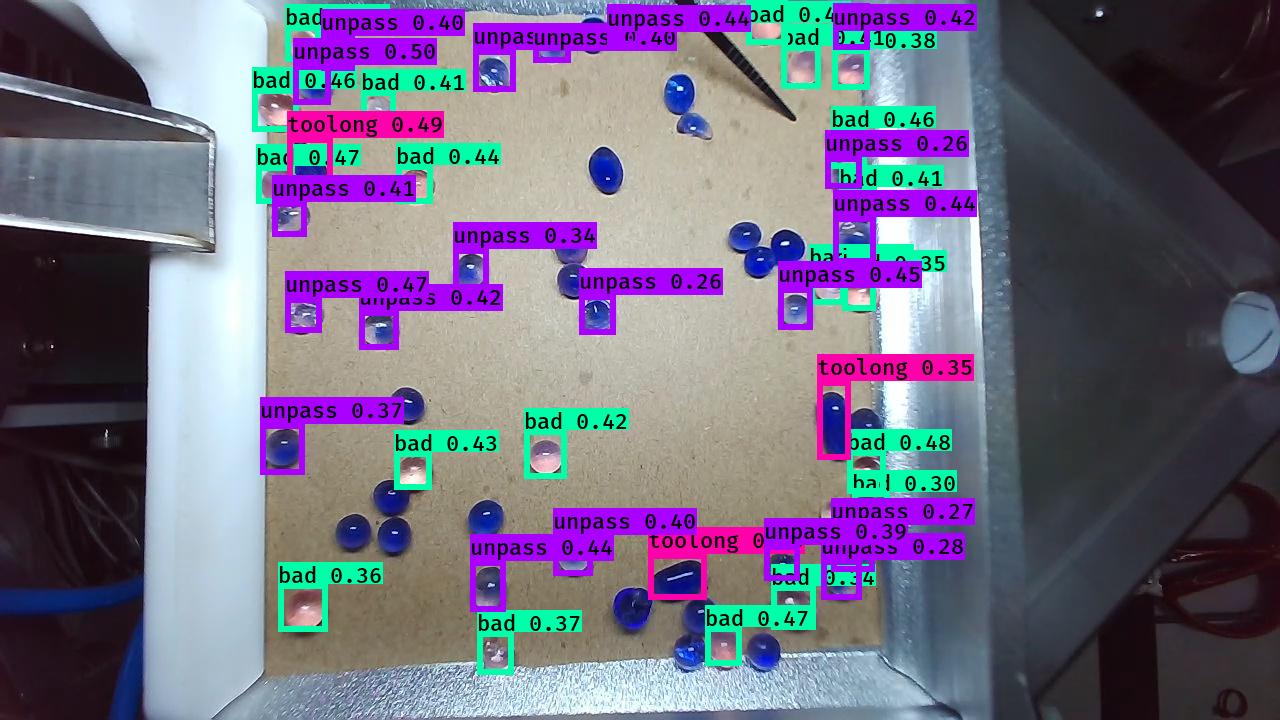 bad
unpass 0.40
unpass 0.44
bad 0.4
unpass 0.42
unpass 0.50
unpas
unpass 0.40
bad 0.41
0.38
bad 0.46
bad 0.41
toolong 0.49
bad 0.46
bad 0.47
bad 0.44
unpass 0.26
bad 0.41
unpass 0.41
unpass 0.44
unpass 0.34
unpass 0.47
unpass 0.42
unpass 0.26
unpass 0.45
toolong 0.35
unpass 0.37
bad 0.43
bad 0.42
bad 0.48
bad 0.30
unpass 0.27
unpass 0.40
unpass 0.44
toolong 0
unpass 0.39
unpass 0.28
bad 0.36
bad 0.34
bad 0.37
bad 0.47